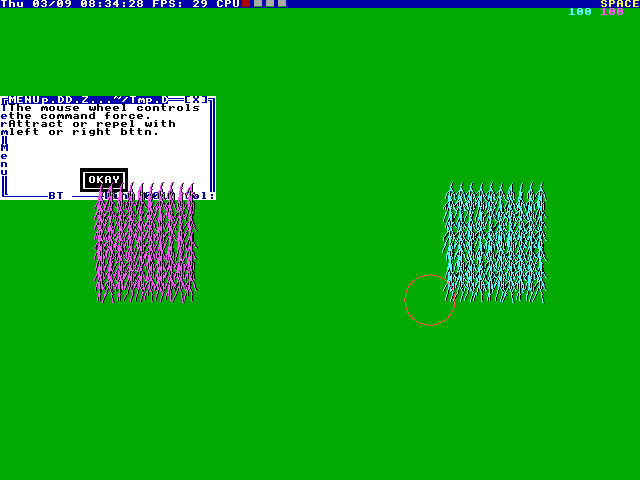 Thu 03/09 08:34:28 FPS: 29 CPU
SPACE
100 100
MENUp.DD.Z...~/Tmp.D [X]
The mouse wheel controls
the command force.
Attract or repel with
left or right bttn.
Menu
OKAY
BT